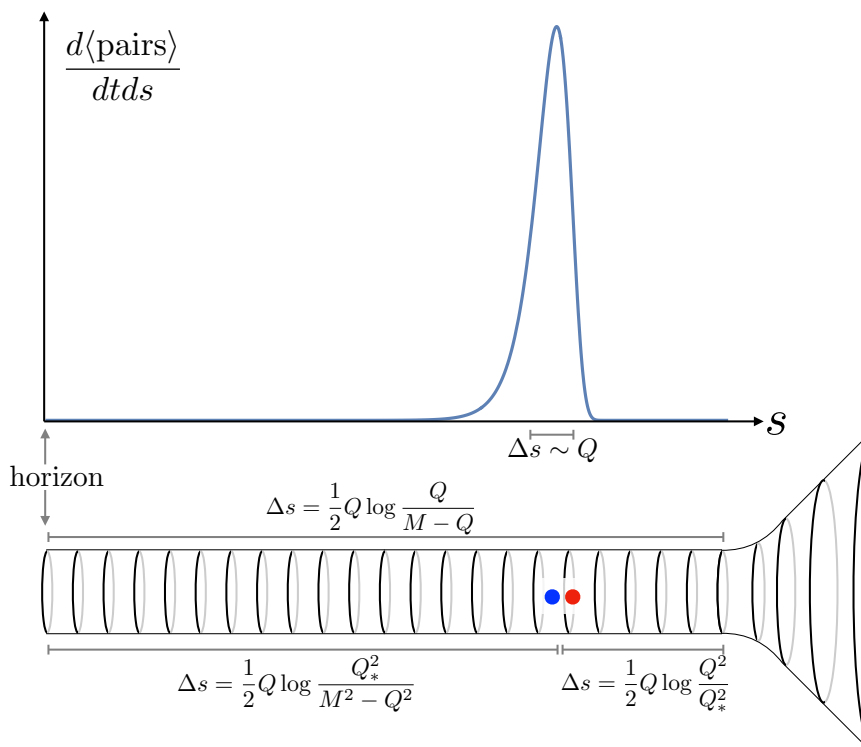 d⟨pairs⟩
dtds
s
Δs ∼ Q
horizon
Δs = 1/2 Q log Q/(M − Q)
Δs = 1/2 Q log Q_*^2/(M^2 − Q^2)
Δs = 1/2 Q log Q^2/Q_*^2